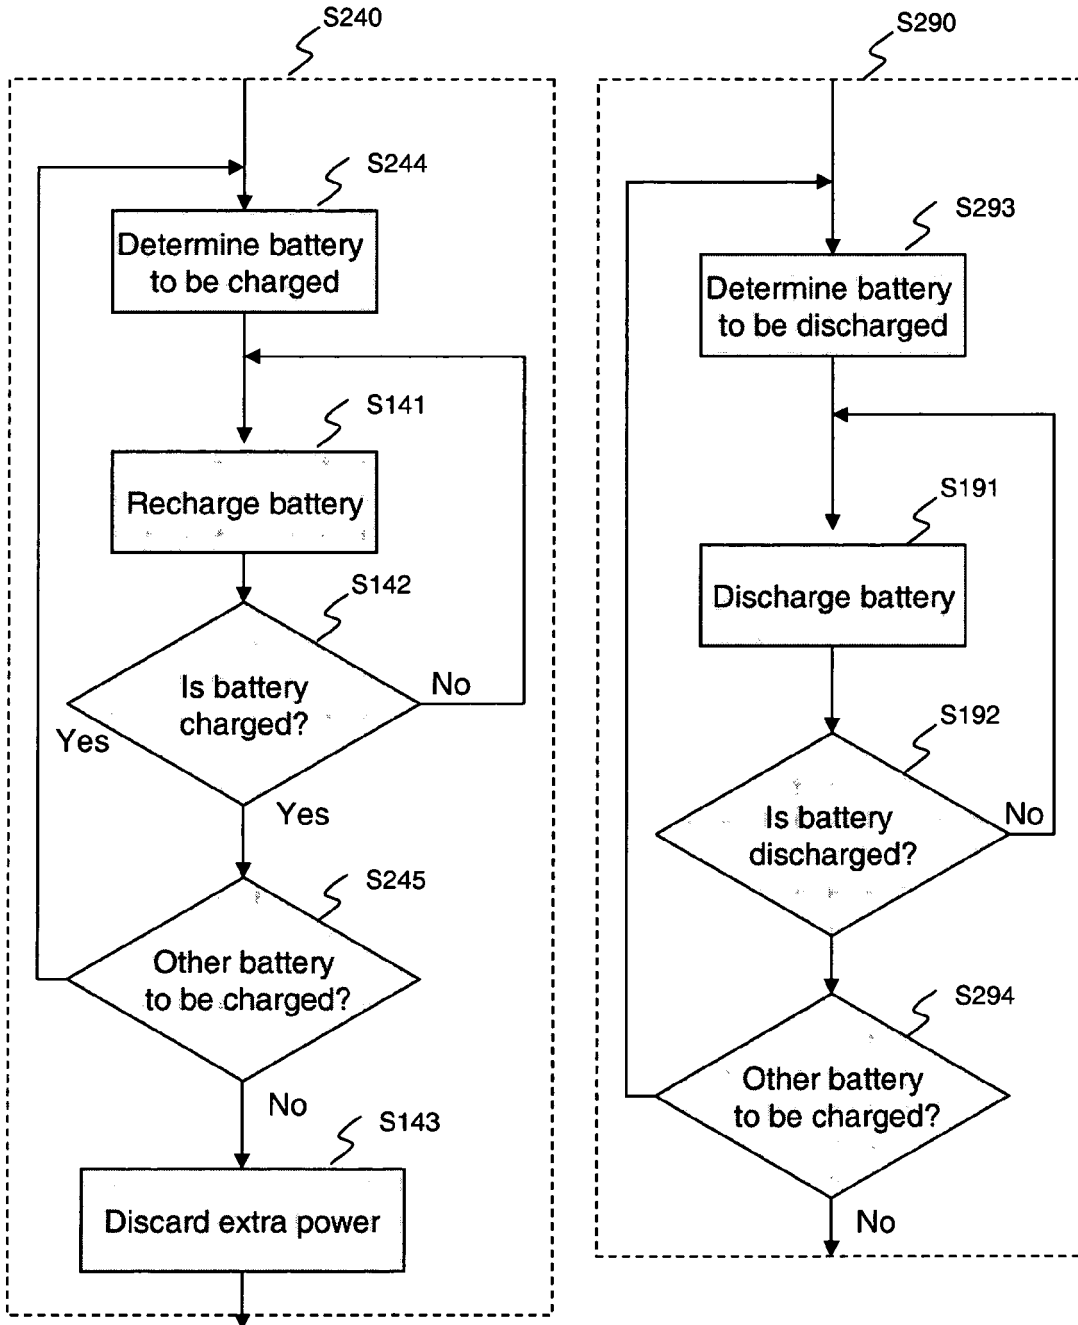 S240
S244
Determine battery
to be charged
S141
Recharge battery
S142
Is battery
charged?
No
Yes
Yes
S245
Other battery
to be charged?
No
S143
Discard extra power
S290
S293
Determine battery
to be discharged
S191
Discharge battery
S192
Is battery
discharged?
No
S294
Other battery
to be charged?
No